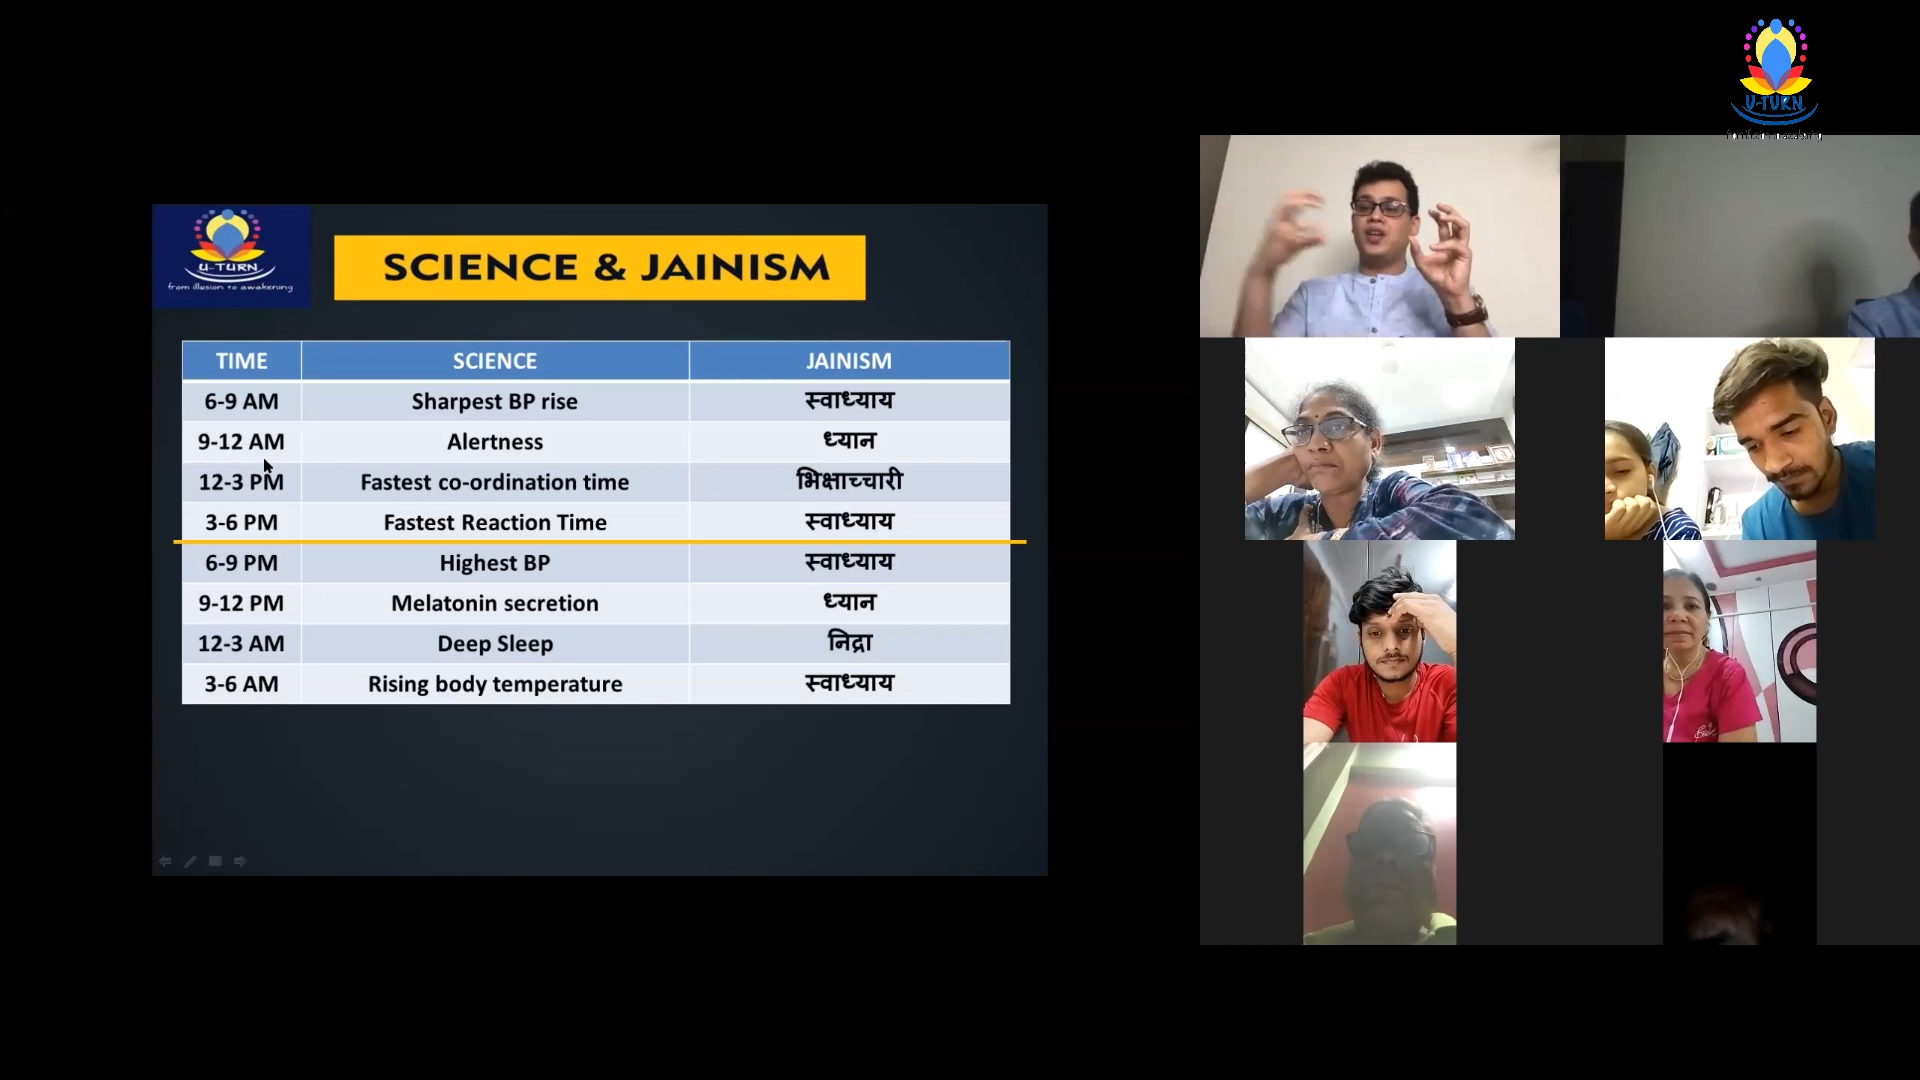 U-TURN
U-TURN
from illusion to awakening
SCIENCE & JAINISM
TIME SCIENCE JAINISM
6-9 AM Sharpest BP rise स्वाध्याय
9-12 AM Alertness ध्यान
12-3 PM Fastest co-ordination time भिक्षाच्चारी
3-6 PM Fastest Reaction Time स्वाध्याय
6-9 PM Highest BP स्वाध्याय
9-12 PM Melatonin secretion ध्यान
12-3 AM Deep Sleep निद्रा
3-6 AM Rising body temperature स्वाध्याय